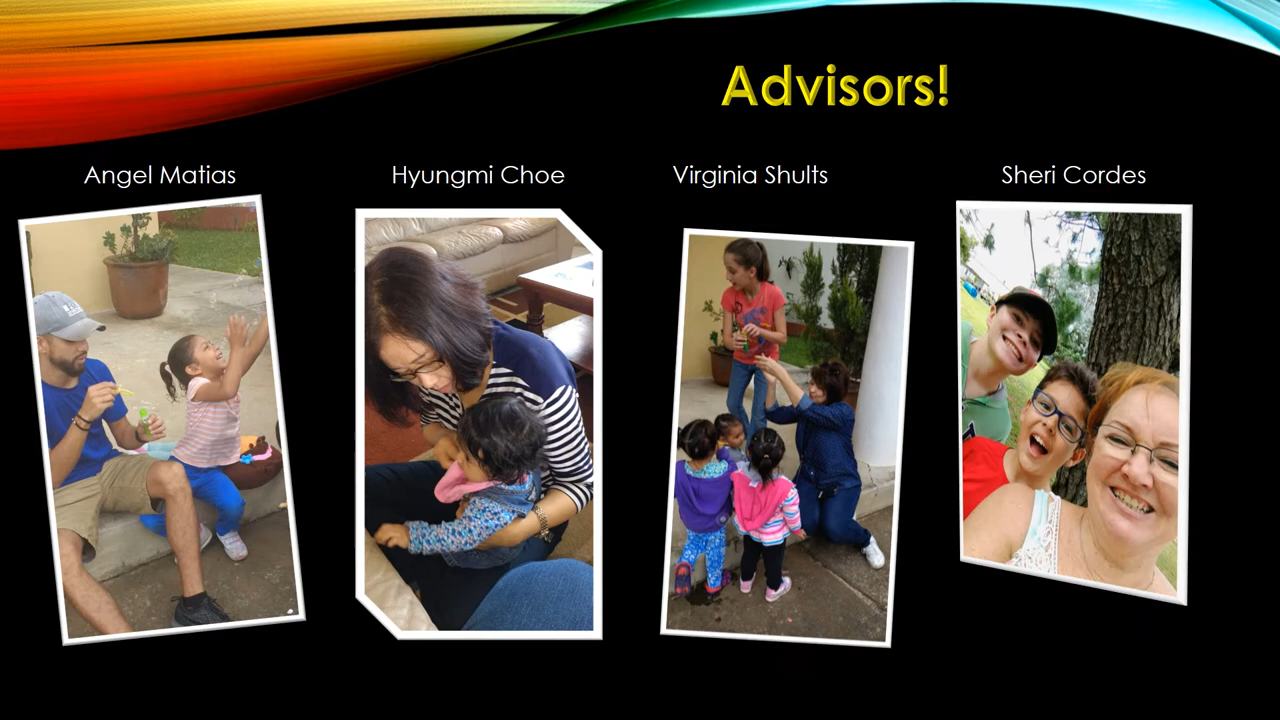 Advisors!
Angel Matias
Hyungmi Choe
Virginia Shults
Sheri Cordes